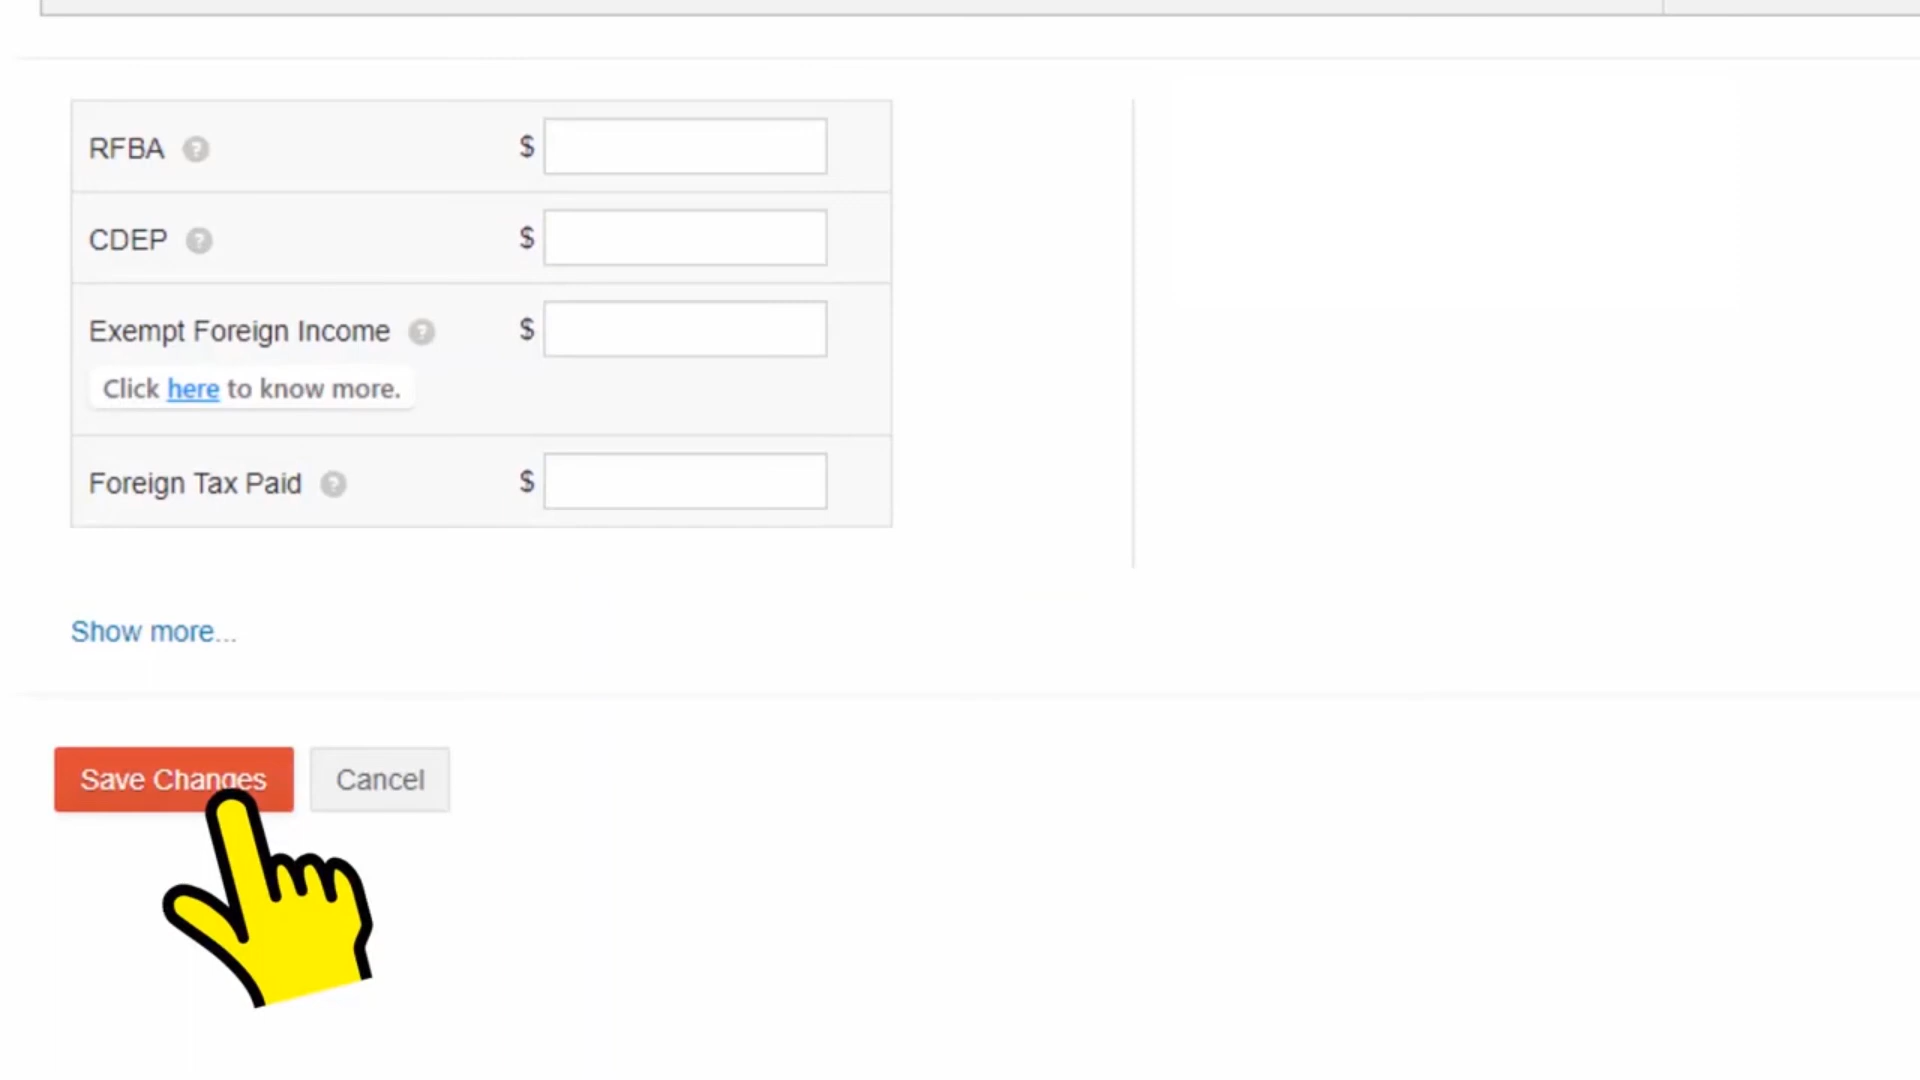 RFBA ? $
CDEP ? $
Exempt Foreign Income ? $
Click here to know more.
Foreign Tax Paid ? $
Show more...
Save Changes Cancel